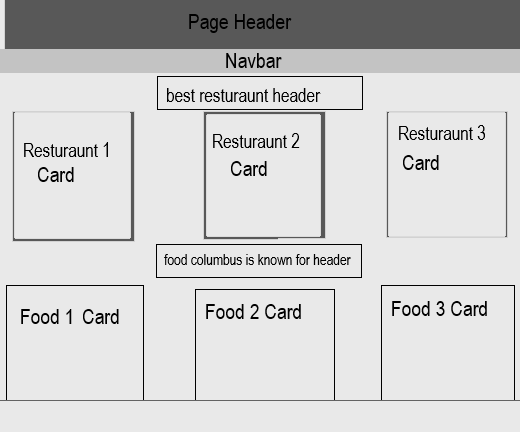 Page Header
Navbar
best resturaunt header
Resturaunt 1
Card
Resturaunt 2
Card
Resturaunt 3
Card
food columbus is known for header
Food 1 Card
Food 2 Card
Food 3 Card